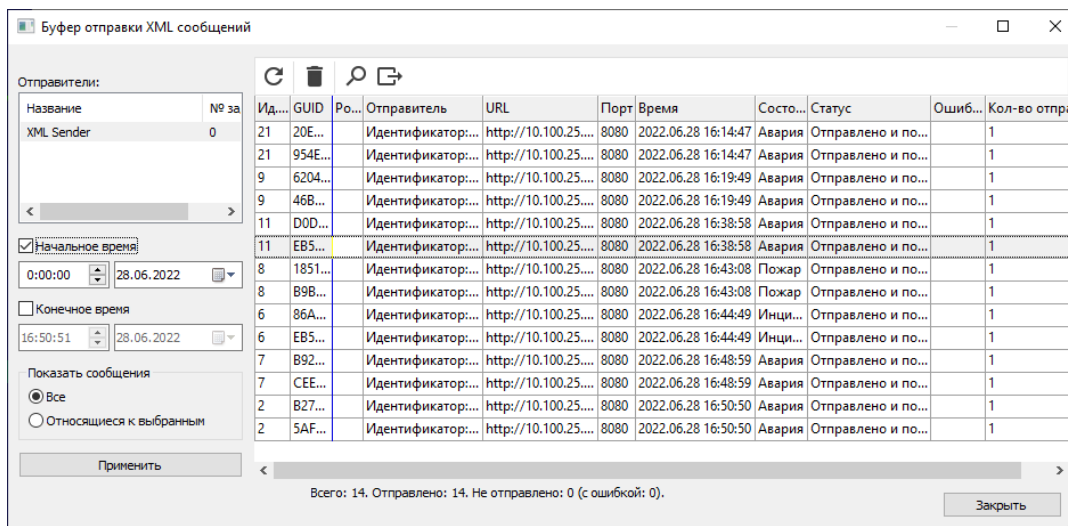 Буфер отправки XML сообщений
Отправители:
Название № за
XML Sender 0
Начальное время
0:00:00 28.06.2022
Конечное время
16:50:51 28.06.2022
Показать сообщения
Все
Относящиеся к выбранным
Применить
Ид... GUID Ро... Отправитель URL Порт Время Состо... Статус Ошиб... Кол-во отпра
21 20E... Идентификатор:... http://10.100.25.... 8080 2022.06.28 16:14:47 Авария Отправлено и по... 1
21 954E... Идентификатор:... http://10.100.25.... 8080 2022.06.28 16:14:47 Авария Отправлено и по... 1
9 6204... Идентификатор:... http://10.100.25.... 8080 2022.06.28 16:19:49 Авария Отправлено и по... 1
9 46B... Идентификатор:... http://10.100.25.... 8080 2022.06.28 16:19:49 Авария Отправлено и по... 1
11 D0D... Идентификатор:... http://10.100.25.... 8080 2022.06.28 16:38:58 Авария Отправлено и по... 1
11 EB5... Идентификатор:... http://10.100.25.... 8080 2022.06.28 16:38:58 Авария Отправлено и по... 1
8 1851... Идентификатор:... http://10.100.25.... 8080 2022.06.28 16:43:08 Пожар Отправлено и по... 1
8 B9B... Идентификатор:... http://10.100.25.... 8080 2022.06.28 16:43:08 Пожар Отправлено и по... 1
6 86A... Идентификатор:... http://10.100.25.... 8080 2022.06.28 16:44:49 Инци... Отправлено и по... 1
6 EB5... Идентификатор:... http://10.100.25.... 8080 2022.06.28 16:44:49 Инци... Отправлено и по... 1
7 B92... Идентификатор:... http://10.100.25.... 8080 2022.06.28 16:48:59 Авария Отправлено и по... 1
7 CEE... Идентификатор:... http://10.100.25.... 8080 2022.06.28 16:48:59 Авария Отправлено и по... 1
2 B27... Идентификатор:... http://10.100.25.... 8080 2022.06.28 16:50:50 Авария Отправлено и по... 1
2 5AF... Идентификатор:... http://10.100.25.... 8080 2022.06.28 16:50:50 Авария Отправлено и по... 1
Всего: 14. Отправлено: 14. Не отправлено: 0 (с ошибкой: 0).
Закрыть